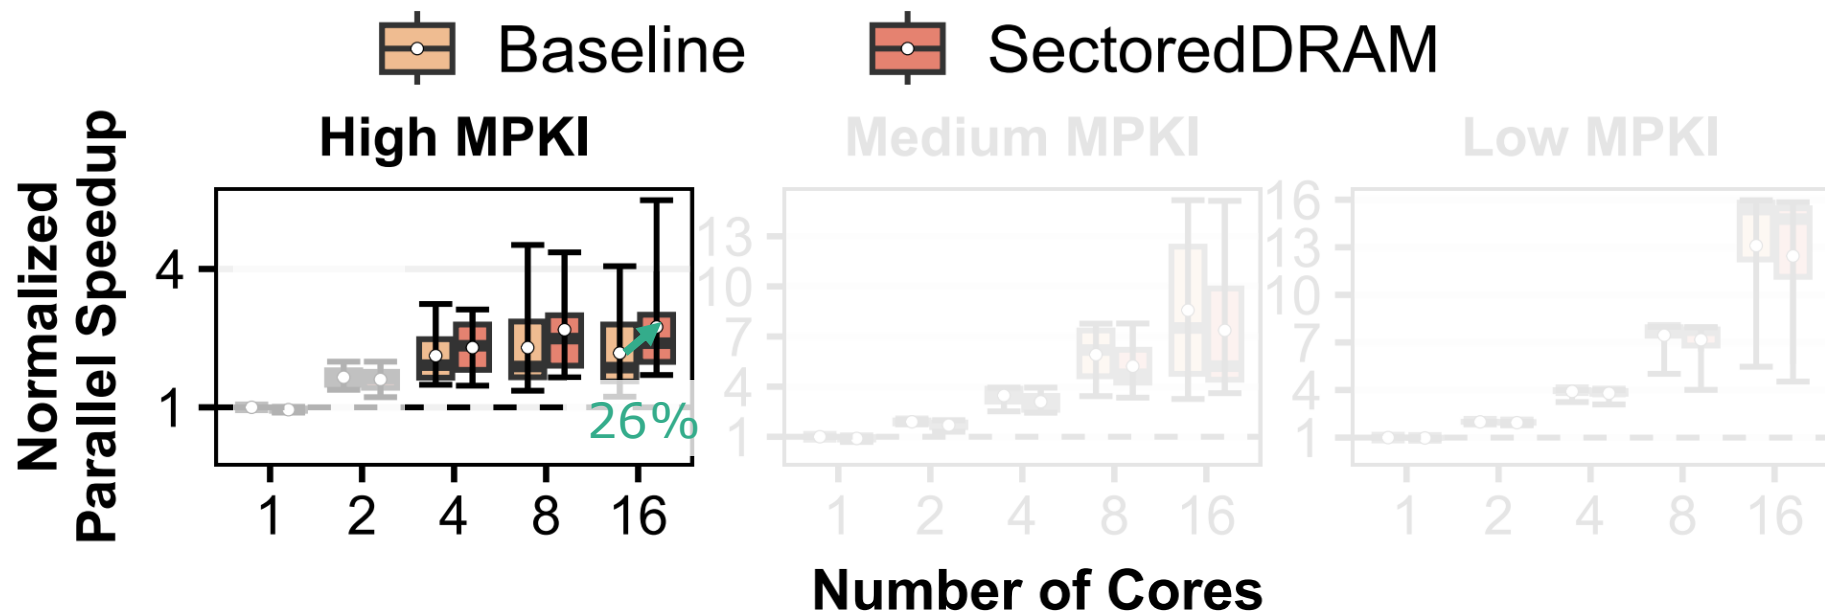 Baseline SectoredDRAM
High MPKI Medium MPKI Low MPKI
Normalized
Parallel Speedup
4
1
26%
13
10
7
4
1
16
13
10
7
4
1
1 2 4 8 16
1 2 4 8 16
1 2 4 8 16
Number of Cores